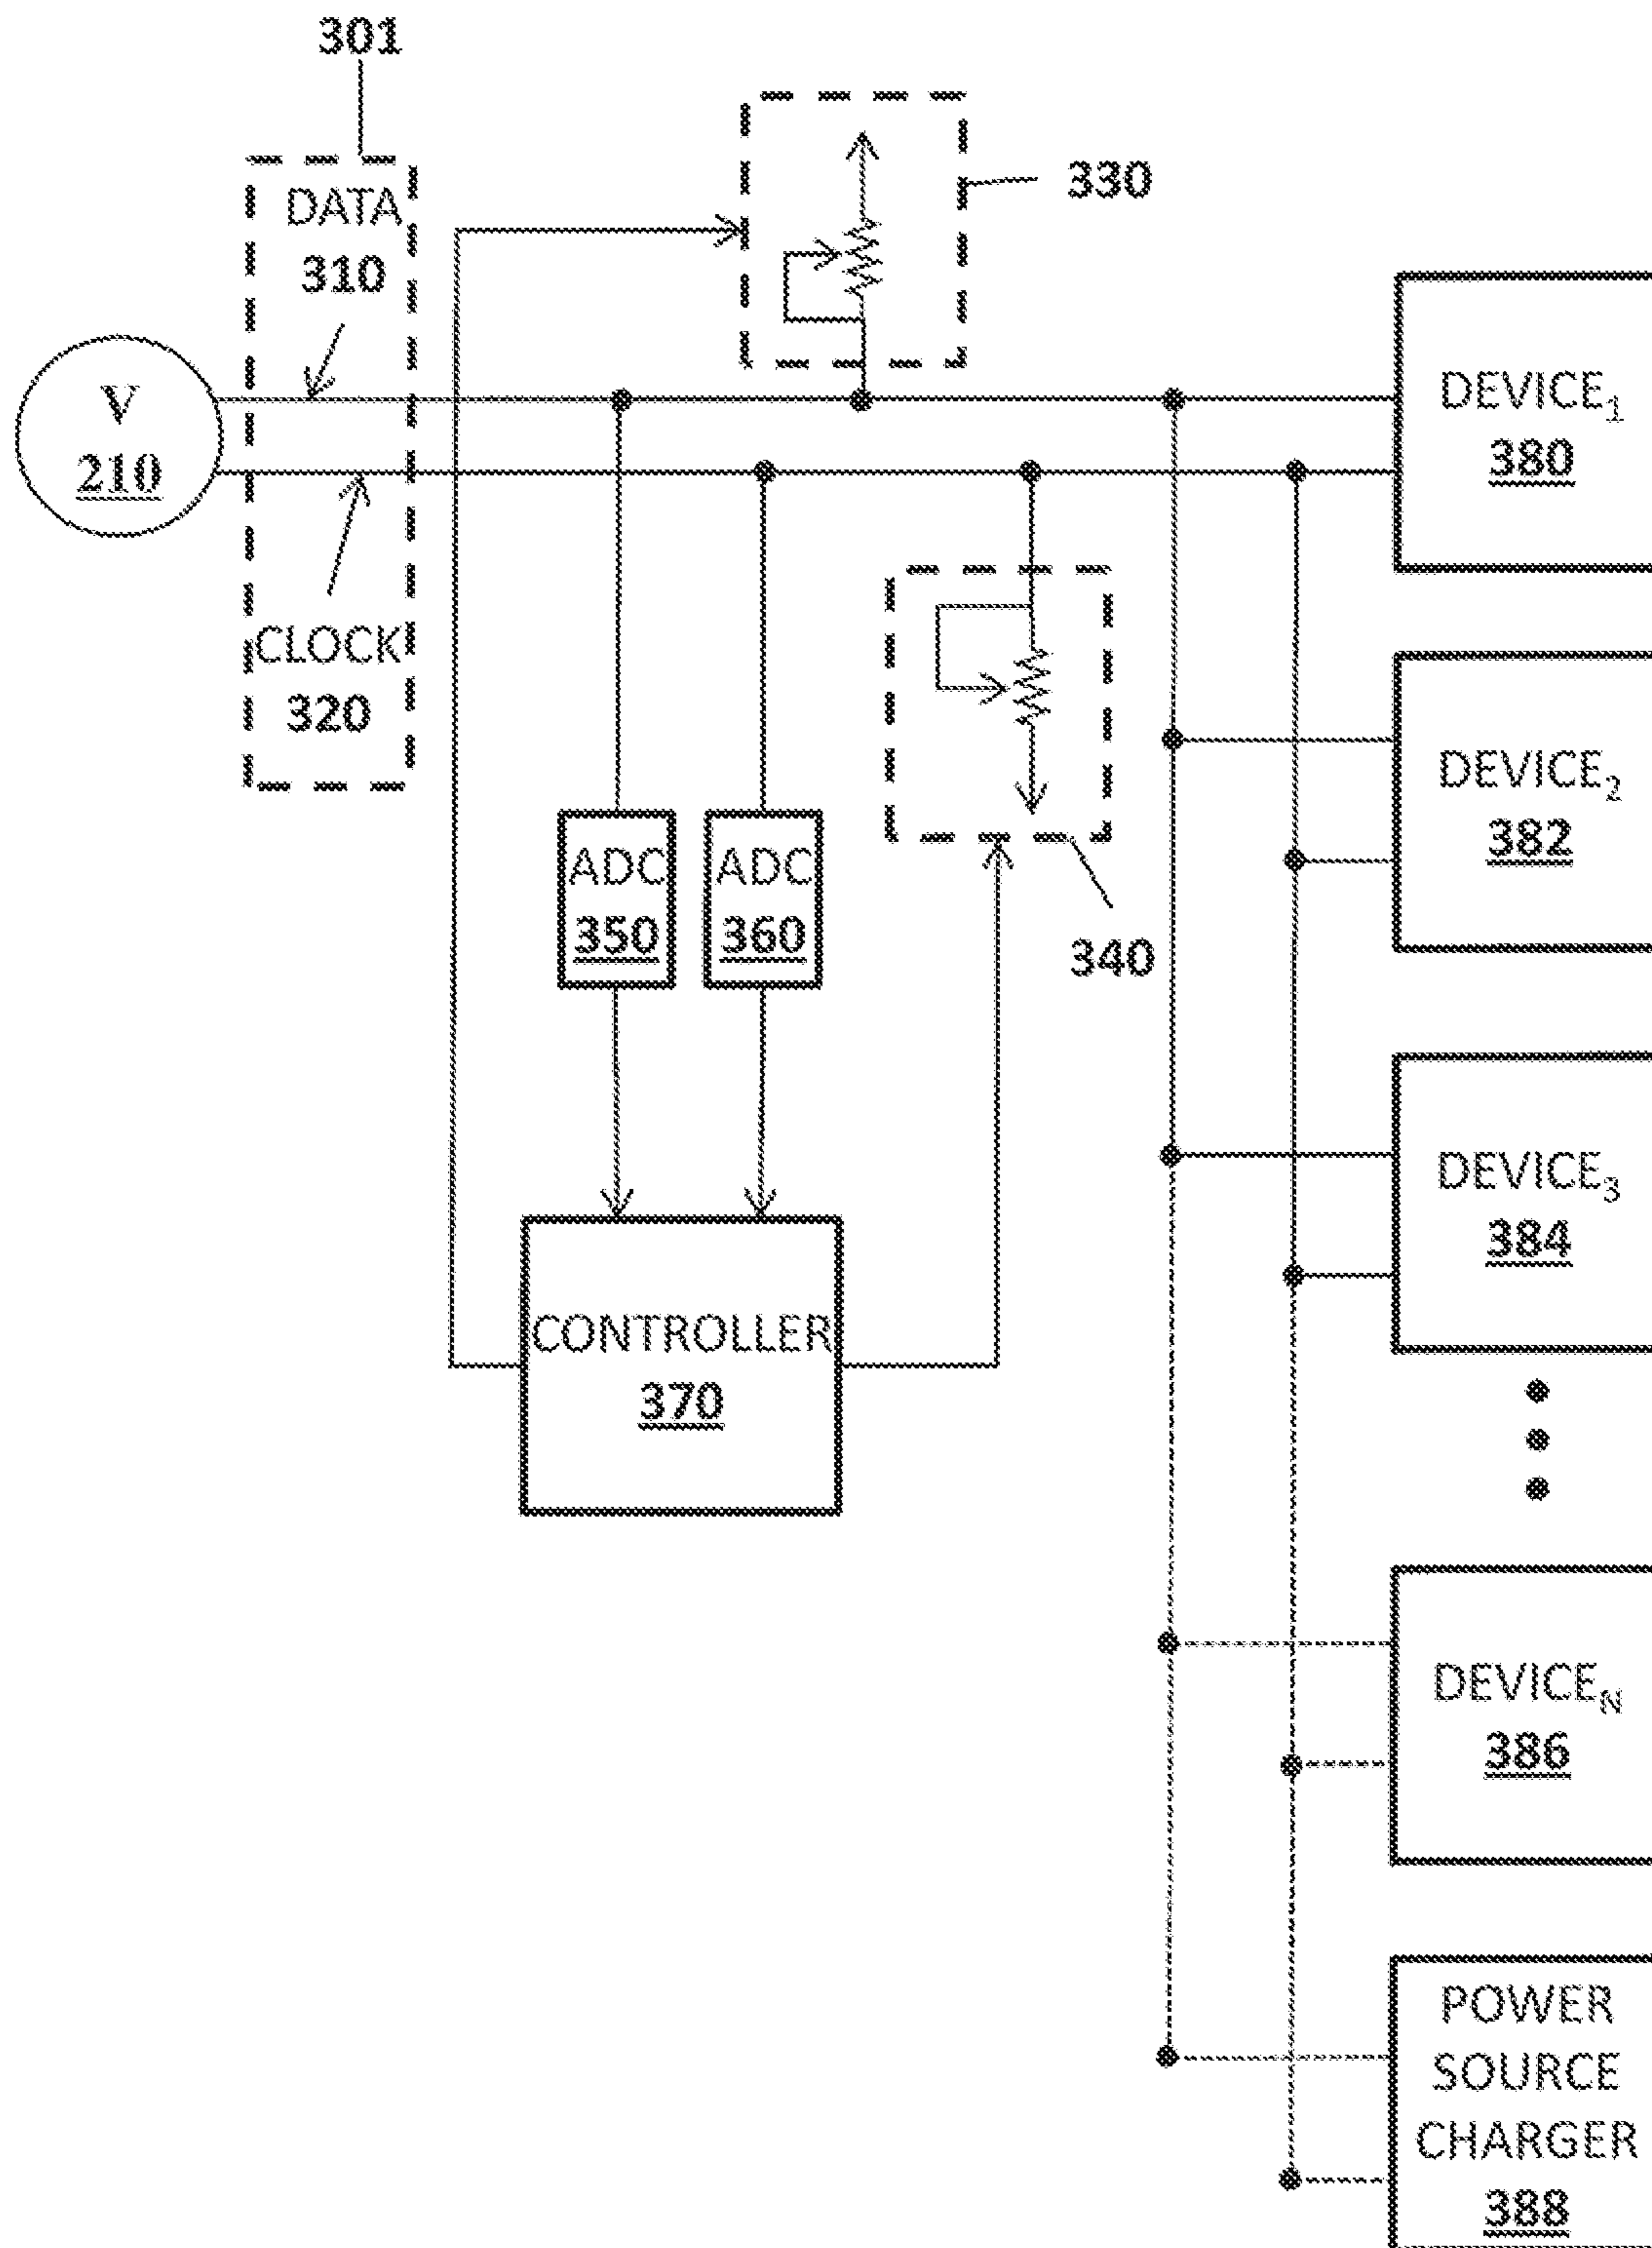 301
DATA
310
330
V
210
CLOCK
320
DEVICE1
380
DEVICE2
382
ADC
350
ADC
360
340
DEVICE3
384
CONTROLLER
370
DEVICEN
386
POWER
SOURCE
CHARGER
388